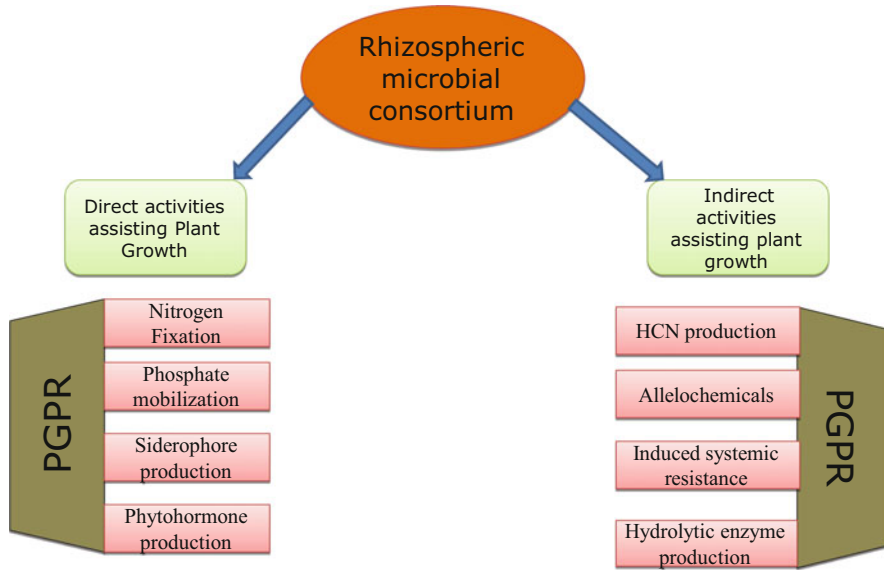 Rhizospheric
microbial
consortium
Direct activities
assisting Plant
Growth
Indirect
activities
assisting plant
growth
PGPR
Nitrogen
Fixation
Phosphate
mobilization
Siderophore
production
Phytohormone
production
HCN production
Allelochemicals
Induced systemic
resistance
Hydrolytic enzyme
production
PGPR